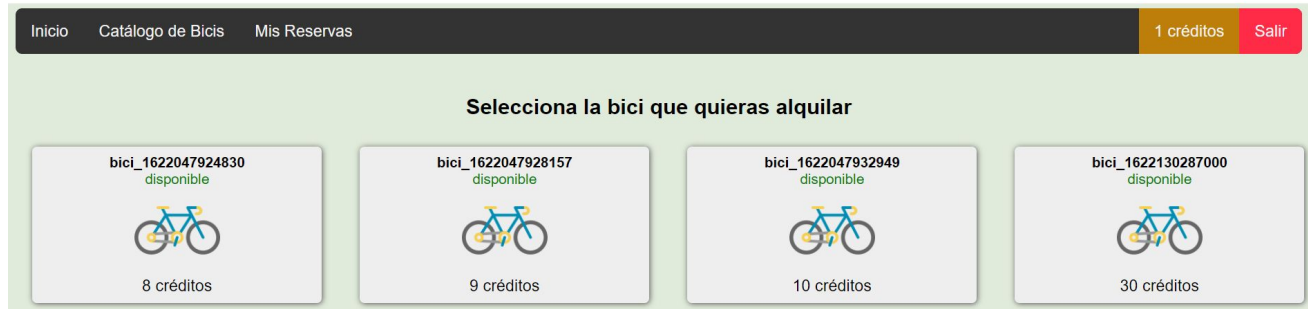 Inicio Catálogo de Bicis Mis Reservas 1 créditos Salir
Selecciona la bici que quieras alquilar
bici_1622047924830
disponible
8 créditos
bici_1622047928157
disponible
9 créditos
bici_1622047932949
disponible
10 créditos
bici_1622130287000
disponible
30 créditos